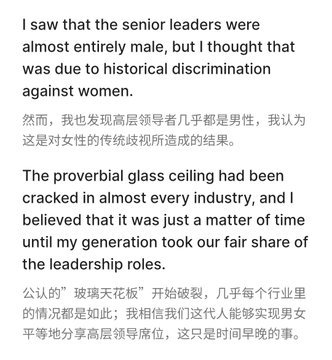 I saw that the senior leaders were
almost entirely male, but I thought that
was due to historical discrimination
against women.
然而，我也发现高层领导者几乎都是男性，我认为
这是对女性的传统歧视所造成的结果。
The proverbial glass ceiling had been
cracked in almost every industry, and I
believed that it was just a matter of time
until my generation took our fair share of
the leadership roles.
公认的”玻璃天花板”开始破裂，几乎每个行业里
的情况都是如此；我相信我们这代人能够实现男女
平等地分享高层领导席位，这只是时间早晚的事。